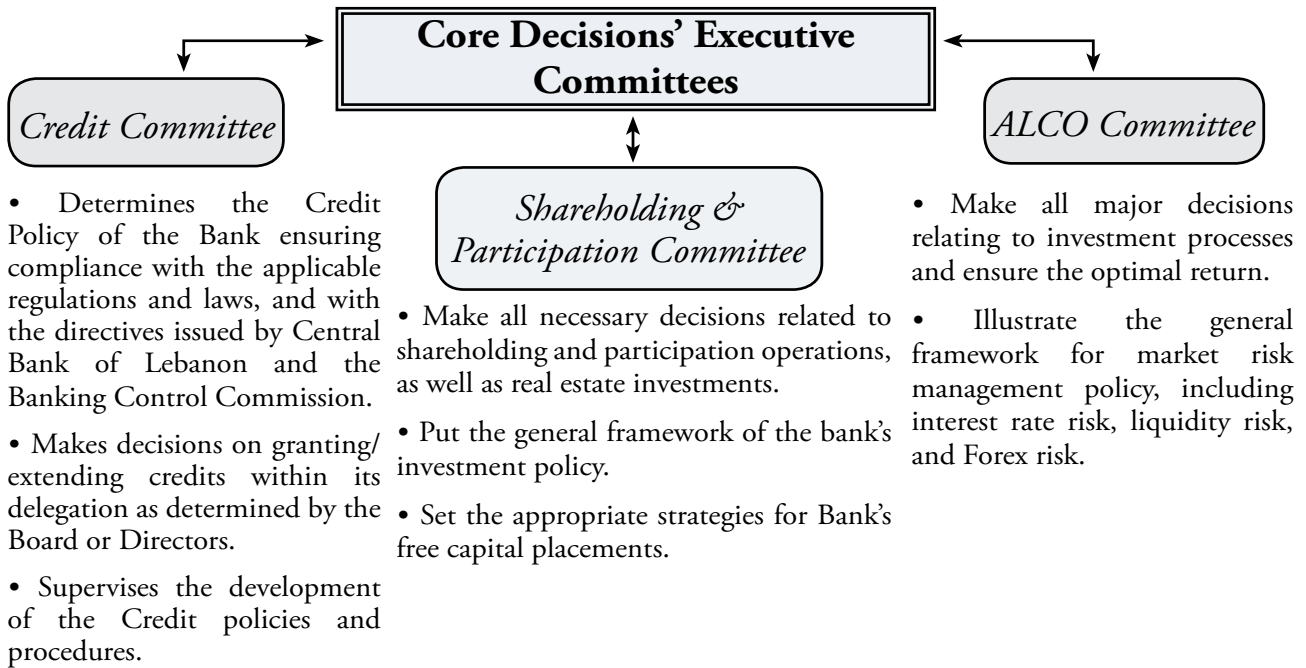 Core Decisions’ Executive
Committees
Credit Committee
• Determines the Credit
Policy of the Bank ensuring
compliance with the applicable
regulations and laws, and with
the directives issued by Central
Bank of Lebanon and the
Banking Control Commission.
• Makes decisions on granting/
extending credits within its
delegation as determined by the
Board or Directors.
• Supervises the development
of the Credit policies and
procedures.
Shareholding &
Participation Committee
• Make all necessary decisions related to
shareholding and participation operations,
as well as real estate investments.
• Put the general framework of the bank’s
investment policy.
• Set the appropriate strategies for Bank’s
free capital placements.
ALCO Committee
• Make all major decisions
relating to investment processes
and ensure the optimal return.
• Illustrate the general
framework for market risk
management policy, including
interest rate risk, liquidity risk,
and Forex risk.